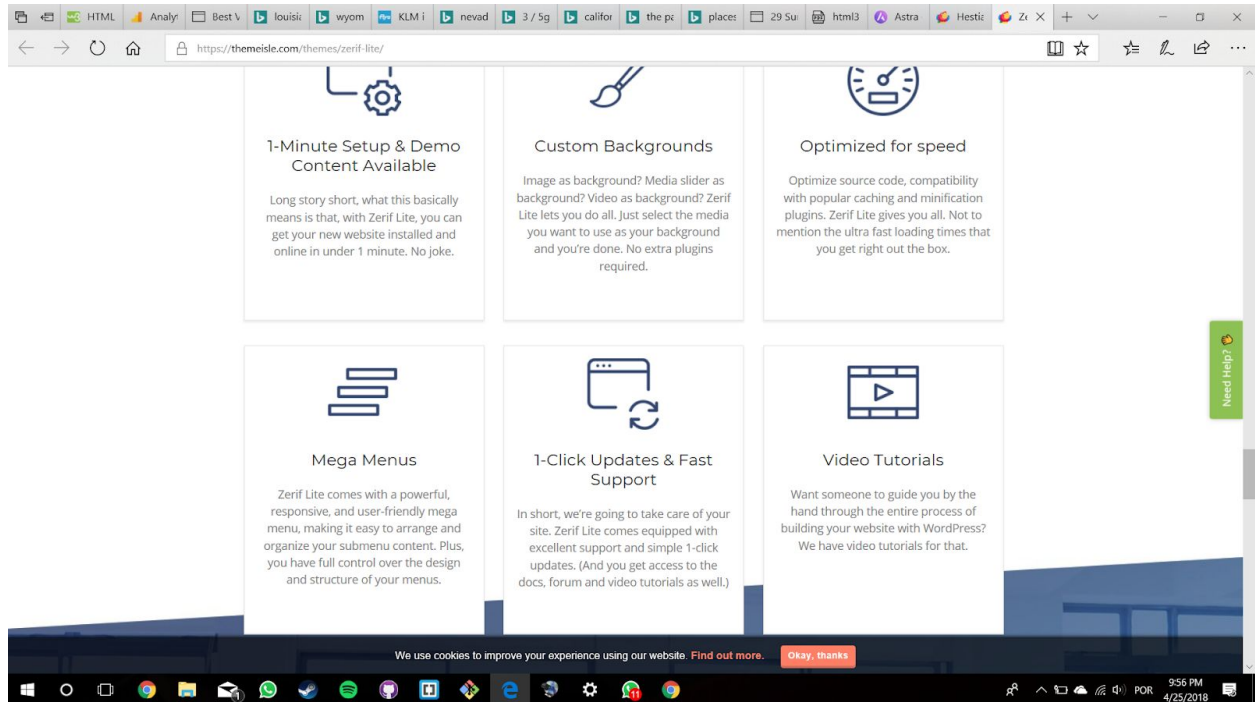 HTML
Analy
Best V
louisia
wyom
KLM i
nevad
3 / 5g
califor
the pa
places
29 Su
html3
Astra
Hestia
Ze
https://themeisle.com/themes/zerif-lite/
1-Minute Setup & Demo
Content Available
Long story short, what this basically
means is that, with Zerif Lite, you can
get your new website installed and
online in under 1 minute. No joke.
Custom Backgrounds
Image as background? Media slider as
background? Video as background? Zerif
Lite lets you do all. Just select the media
you want to use as your background
and you're done. No extra plugins
required.
Optimized for speed
Optimize source code, compatibility
with popular caching and minification
plugins. Zerif Lite gives you all. Not to
mention the ultra fast loading times that
you get right out the box.
Need Help?
Mega Menus
Zerif Lite comes with a powerful,
responsive, and user-friendly mega
menu, making it easy to arrange and
organize your submenu content. Plus,
you have full control over the design
and structure of your menus.
1-Click Updates & Fast
Support
In short, we're going to take care of your
site. Zerif Lite comes equipped with
excellent support and simple 1-click
updates. (And you get access to the
docs, forum and video tutorials as well.)
Video Tutorials
Want someone to guide you by the
hand through the entire process of
building your website with WordPress?
We have video tutorials for that.
We use cookies to improve your experience using our website. Find out more.
Okay, thanks
POR
9:56 PM
4/25/2018